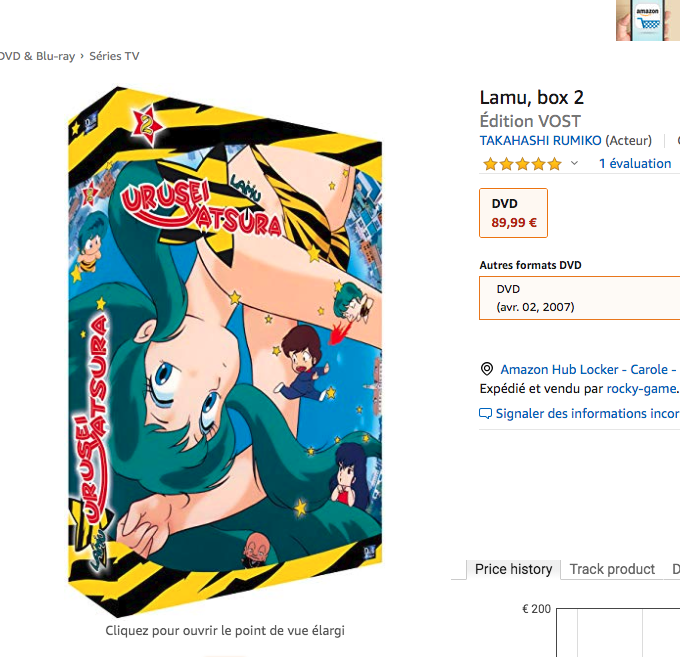 amazon
DVD & Blu-ray › Séries TV
Lamu, box 2
Édition VOST
TAKAHASHI RUMIKO (Acteur)
1 évaluation
DVD
89,99 €
Autres formats DVD
DVD
(avr. 02, 2007)
Amazon Hub Locker - Carole -
Expédié et vendu par rocky-game.
Signaler des informations incor
2
LAMU
URUSEI
YATSURA
URUSEI YATSURA
LAMU
Cliquez pour ouvrir le point de vue élargi
Price history
Track product
D
€ 200